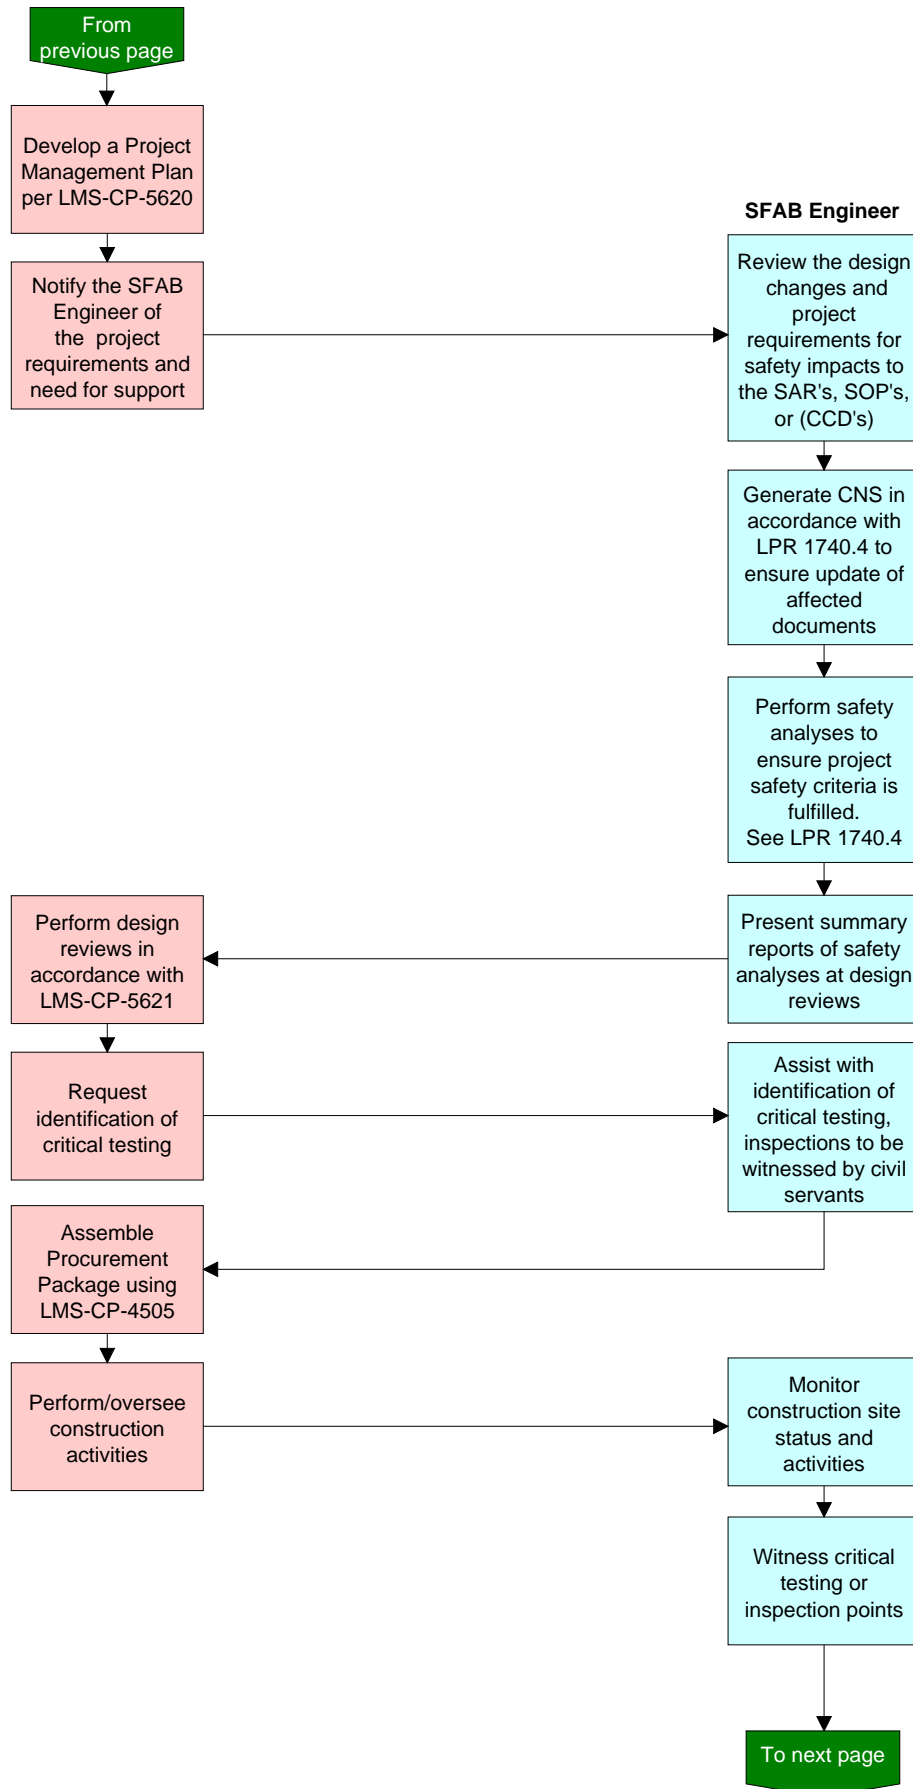 From
previous page
Develop a Project
Management Plan
per LMS-CP-5620
Notify the SFAB
Engineer of
the project
requirements and
need for support
SFAB Engineer
Review the design
changes and
project
requirements for
safety impacts to
the SAR's, SOP's,
or (CCD's)
Generate CNS in
accordance with
LPR 1740.4 to
ensure update of
affected
documents
Perform safety
analyses to
ensure project
safety criteria is
fulfilled.
See LPR 1740.4
Present summary
reports of safety
analyses at design
reviews
Perform design
reviews in
accordance with
LMS-CP-5621
Request
identification of
critical testing
Assist with
identification of
critical testing,
inspections to be
witnessed by civil
servants
Assemble
Procurement
Package using
LMS-CP-4505
Perform/oversee
construction
activities
Monitor
construction site
status and
activities
Witness critical
testing or
inspection points
To next page